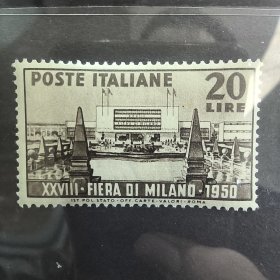 POSTE ITALIANE
20
LIRE
XXVIII · FIERA DI MILANO · 1950
IST. POL. STATO · OFF. CARTE · VALORI · ROMA